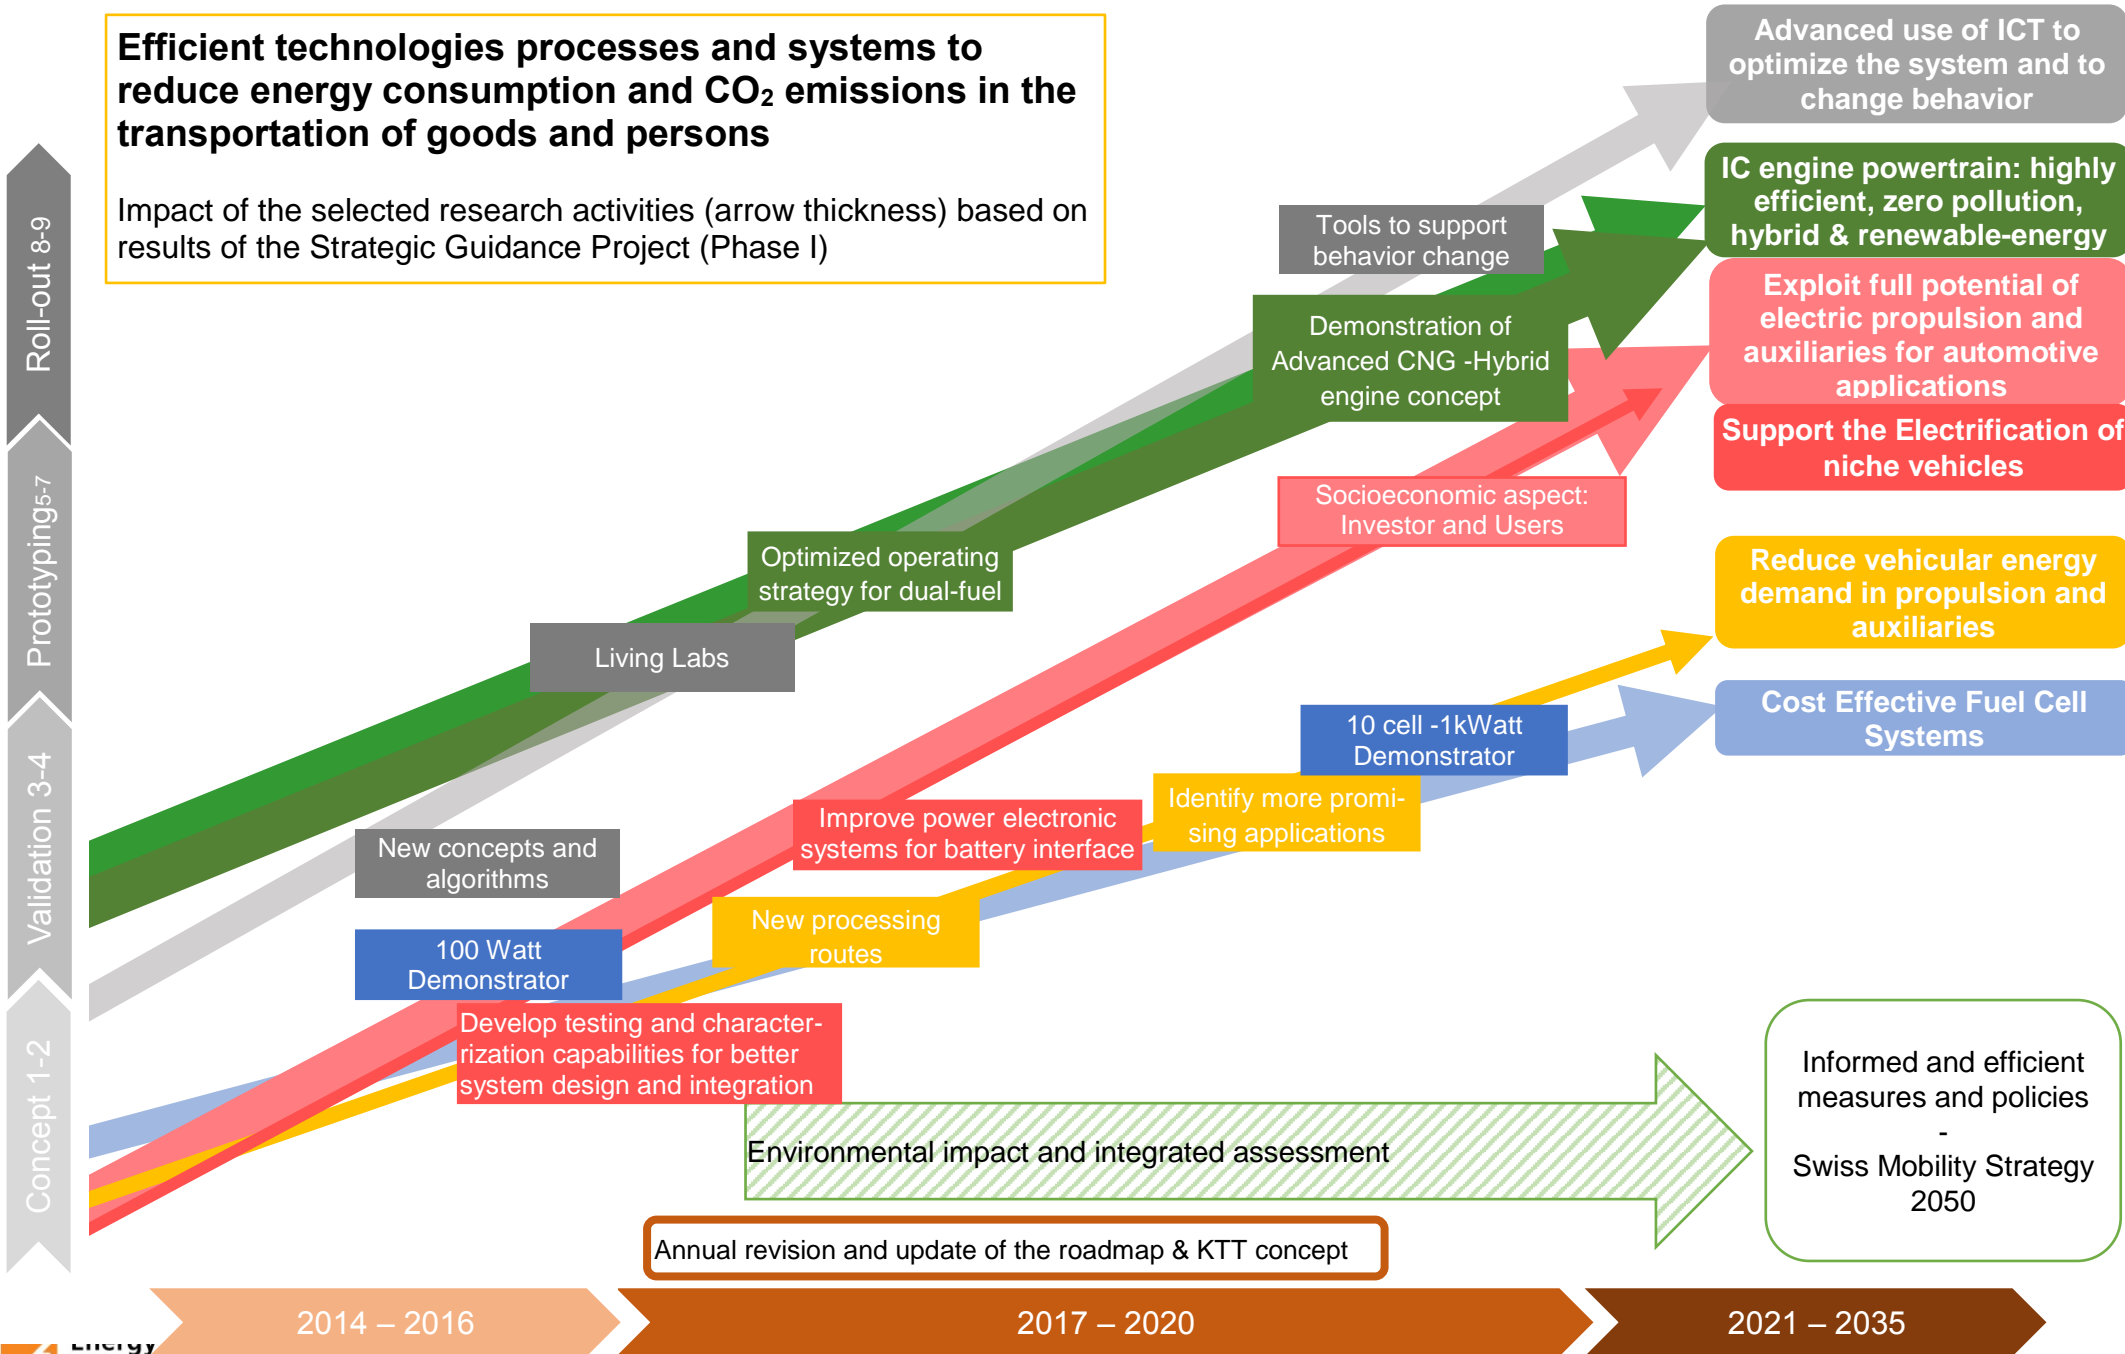 Efficient technologies processes and systems to
reduce energy consumption and CO₂ emissions in the
transportation of goods and persons
Impact of the selected research activities (arrow thickness) based on
results of the Strategic Guidance Project (Phase I)
Advanced use of ICT to
optimize the system and to
change behavior
IC engine powertrain: highly
efficient, zero pollution,
hybrid & renewable-energy
Exploit full potential of
electric propulsion and
auxiliaries for automotive
applications
Support the Electrification of
niche vehicles
Reduce vehicular energy
demand in propulsion and
auxiliaries
Cost Effective Fuel Cell
Systems
Roll-out 8-9
Prototyping5-7
Validation 3-4
Concept 1-2
Tools to support
behavior change
Demonstration of
Advanced CNG -Hybrid
engine concept
Socioeconomic aspect:
Investor and Users
Optimized operating
strategy for dual-fuel
Living Labs
10 cell -1kWatt
Demonstrator
Identify more promi-
sing applications
Improve power electronic
systems for battery interface
New concepts and
algorithms
New processing
routes
100 Watt
Demonstrator
Develop testing and character-
rization capabilities for better
system design and integration
Environmental impact and integrated assessment
Informed and efficient
measures and policies
-
Swiss Mobility Strategy
2050
Annual revision and update of the roadmap & KTT concept
2014 – 2016
2017 – 2020
2021 – 2035
Energy